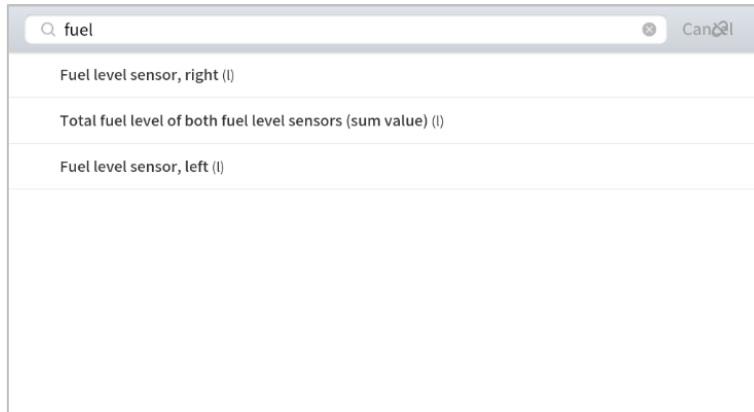 fuel
Cancel
Fuel level sensor, right (l)
Total fuel level of both fuel level sensors (sum value) (l)
Fuel level sensor, left (l)